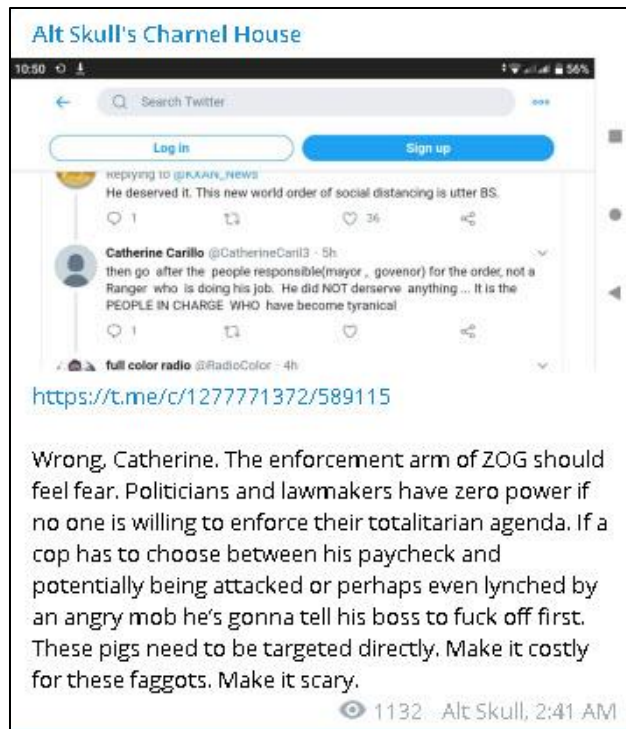 Alt Skull's Charnel House
10:50
56%
Search Twitter
Log in
Sign up
Replying to @KXAN_News
He deserved it. This new world order of social distancing is utter BS.
1
36
Catherine Carillo @CatherineCaril3 · 5h
then go after the people responsible(mayor , govenor) for the order, not a
Ranger who is doing his job. He did NOT derserve anything ... It is the
PEOPLE IN CHARGE WHO have become tyranical
1
full color radio @RadioColor · 4h
https://t.me/c/1277771372/589115
Wrong, Catherine. The enforcement arm of ZOG should
feel fear. Politicians and lawmakers have zero power if
no one is willing to enforce their totalitarian agenda. If a
cop has to choose between his paycheck and
potentially being attacked or perhaps even lynched by
an angry mob he's gonna tell his boss to fuck off first.
These pigs need to be targeted directly. Make it costly
for these faggots. Make it scary.
1132 Alt Skull, 2:41 AM